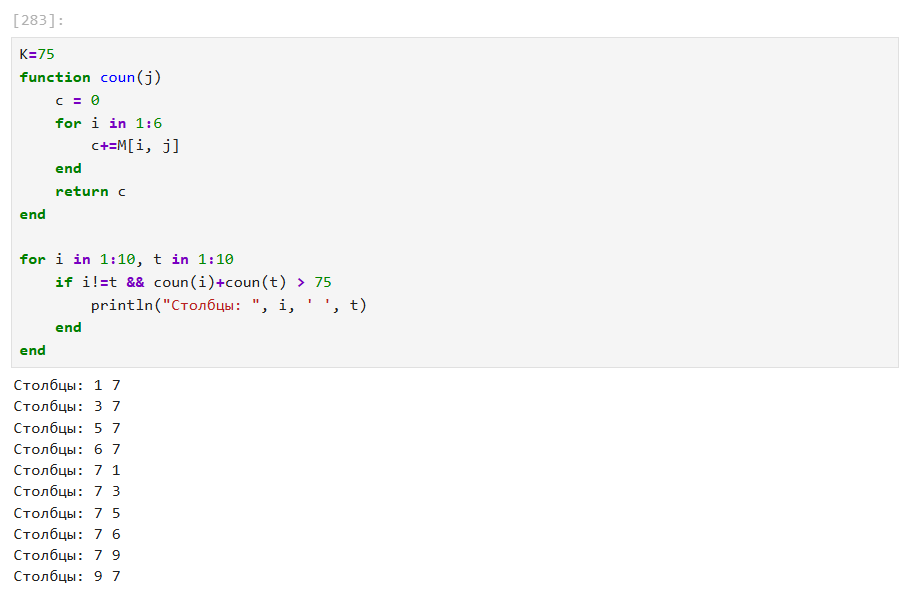 [283]:
K=75
function coun(j)
    c = 0
    for i in 1:6
        c+=M[i, j]
    end
    return c
end

for i in 1:10, t in 1:10
    if i!=t && coun(i)+coun(t) > 75
        println("Столбцы: ", i, ' ', t)
    end
end
Столбцы: 1 7
Столбцы: 3 7
Столбцы: 5 7
Столбцы: 6 7
Столбцы: 7 1
Столбцы: 7 3
Столбцы: 7 5
Столбцы: 7 6
Столбцы: 7 9
Столбцы: 9 7